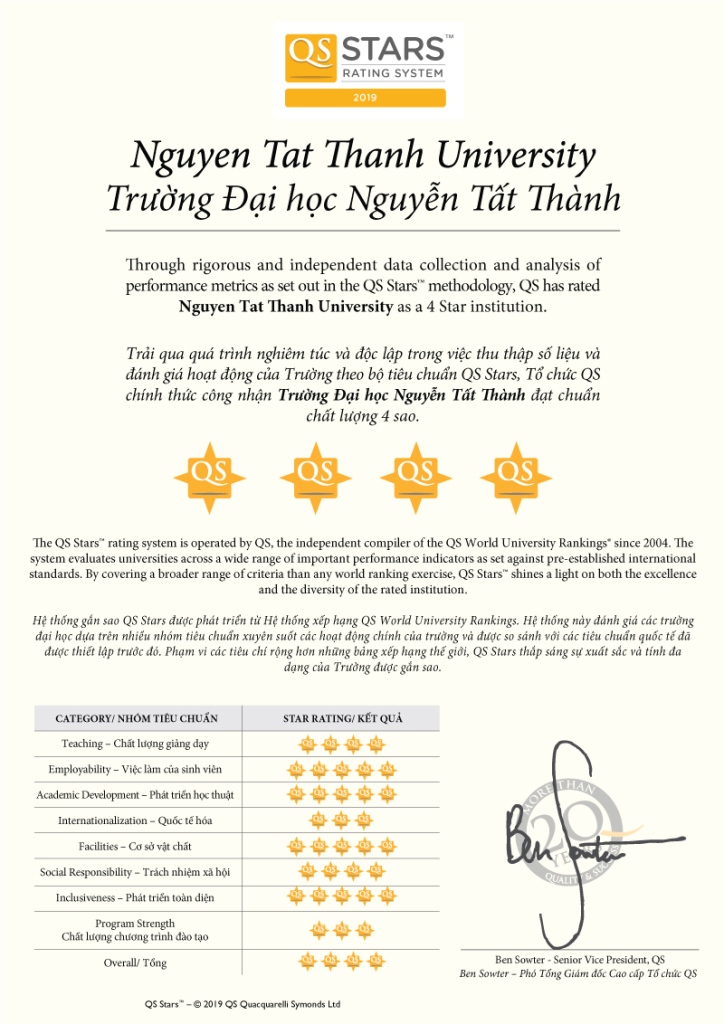 QS STARS™
RATING SYSTEM
2019
Nguyen Tat Thanh University
Trường Đại học Nguyễn Tất Thành
Through rigorous and independent data collection and analysis of
performance metrics as set out in the QS Stars™ methodology, QS has rated
Nguyen Tat Thanh University as a 4 Star institution.
Trải qua quá trình nghiêm túc và độc lập trong việc thu thập số liệu và
đánh giá hoạt động của Trường theo bộ tiêu chuẩn QS Stars, Tổ chức QS
chính thức công nhận Trường Đại học Nguyễn Tất Thành đạt chuẩn
chất lượng 4 sao.
QS QS QS QS
The QS Stars™ rating system is operated by QS, the independent compiler of the QS World University Rankings® since 2004. The
system evaluates universities across a wide range of important performance indicators as set against pre-established international
standards. By covering a broader range of criteria than any world ranking exercise, QS Stars™ shines a light on both the excellence
and the diversity of the rated institution.
Hệ thống gắn sao QS Stars được phát triển từ Hệ thống xếp hạng QS World University Rankings. Hệ thống này đánh giá các trường
đại học dựa trên nhiều nhóm tiêu chuẩn xuyên suốt các hoạt động chính của trường và được so sánh với các tiêu chuẩn quốc tế đã
được thiết lập trước đó. Phạm vi các tiêu chí rộng hơn những bảng xếp hạng thế giới, QS Stars thắp sáng sự xuất sắc và tính đa
dạng của Trường được gắn sao.
CATEGORY/ NHÓM TIÊU CHUẨN STAR RATING/ KẾT QUẢ
Teaching – Chất lượng giảng dạy QS QS QS QS
Employability – Việc làm của sinh viên QS QS QS QS QS
Academic Development – Phát triển học thuật QS QS QS QS QS
Internationalization – Quốc tế hóa QS QS QS
Facilities – Cơ sở vật chất QS QS QS QS QS
Social Responsibility – Trách nhiệm xã hội QS QS QS QS
Inclusiveness – Phát triển toàn diện QS QS QS QS QS
Program Strength
Chất lượng chương trình đào tạo QS QS QS
Overall/ Tổng QS QS QS QS
MORE THAN
20
YEARS
QUALITY &
Ben Sowter
Ben Sowter - Senior Vice President, QS
Ben Sowter – Phó Tổng Giám đốc Cao cấp Tổ chức QS
QS Stars™ – © 2019 QS Quacquarelli Symonds Ltd